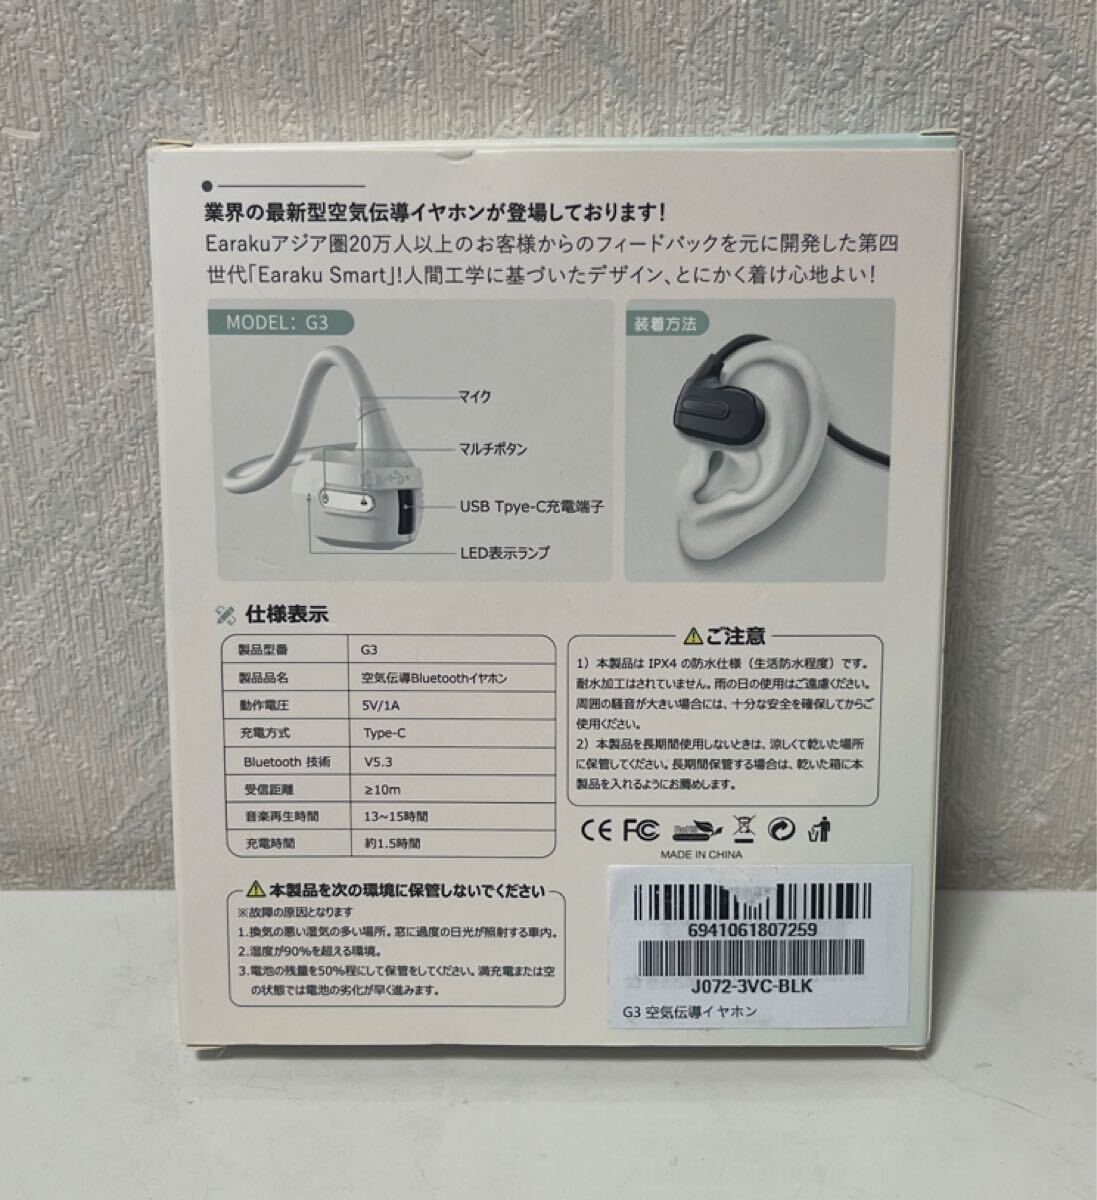 業界の最新型空気伝導イヤホンが登場しております!
Earakuアジア圏20万人以上のお客様からのフィードバックを元に開発した第四
世代「Earaku Smart」!人間工学に基づいたデザイン、とにかく着け心地よい!
MODEL: G3
マイク
マルチボタン
USB Tpye-C充電端子
LED表示ランプ
装着方法
仕様表示
製品型番 G3
製品品名 空気伝導Bluetoothイヤホン
動作電圧 5V/1A
充電方式 Type-C
Bluetooth 技術 V5.3
受信距離 ≥10m
音楽再生時間 13~15時間
充電時間 約1.5時間
⚠ご注意
1）本製品は IPX4 の防水仕様（生活防水程度）です。
耐水加工はされていません。雨の日の使用はご遠慮ください。
周囲の騒音が大きい場合には、十分な安全を確保してからご
使用ください。
2）本製品を長期間使用しないときは、涼しくて乾いた場所
に保管してください。長期間保管する場合は、乾いた箱に本
製品を入れるようにお薦めします。
CE FC RoHS
MADE IN CHINA
⚠本製品を次の環境に保管しないでください
※故障の原因となります
1.換気の悪い湿気の多い場所。窓に過度の日光が照射する車内。
2.湿度が90%を超える環境。
3.電池の残量を50%程にして保管をしてください。満充電または空
の状態では電池の劣化が早く進みます。
6941061807259
J072-3VC-BLK
G3 空気伝導イヤホン